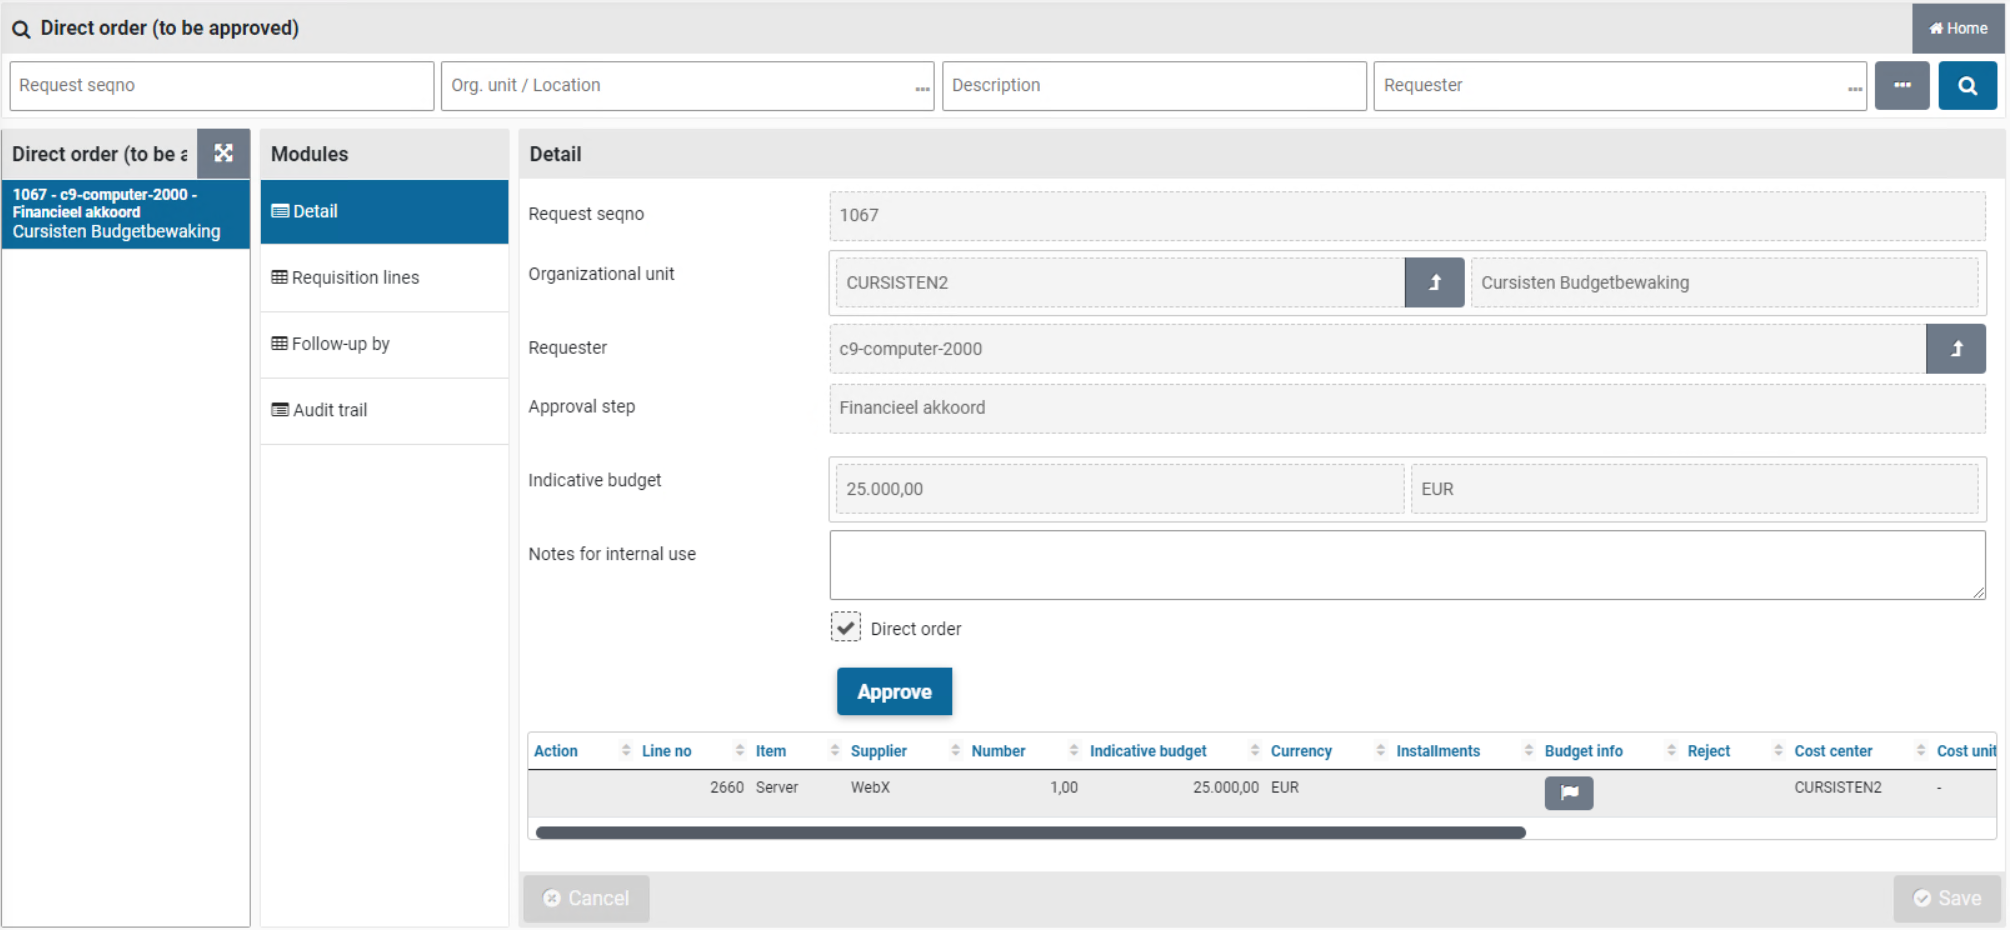 Direct order (to be approved)
Home
Request seqno
Org. unit / Location
...
Description
Requester
...
...
Direct order (to be a
Modules
Detail
1067 - c9-computer-2000 -
Financieel akkoord
Cursisten Budgetbewaking
Detail
Requisition lines
Follow-up by
Audit trail
Request seqno
1067
Organizational unit
CURSISTEN2
Cursisten Budgetbewaking
Requester
c9-computer-2000
Approval step
Financieel akkoord
Indicative budget
25.000,00
EUR
Notes for internal use
Direct order
Approve
Action Line no Item Supplier Number Indicative budget Currency Installments Budget info Reject Cost center Cost unit
2660 Server WebX 1,00 25.000,00 EUR CURSISTEN2 -
Cancel
Save